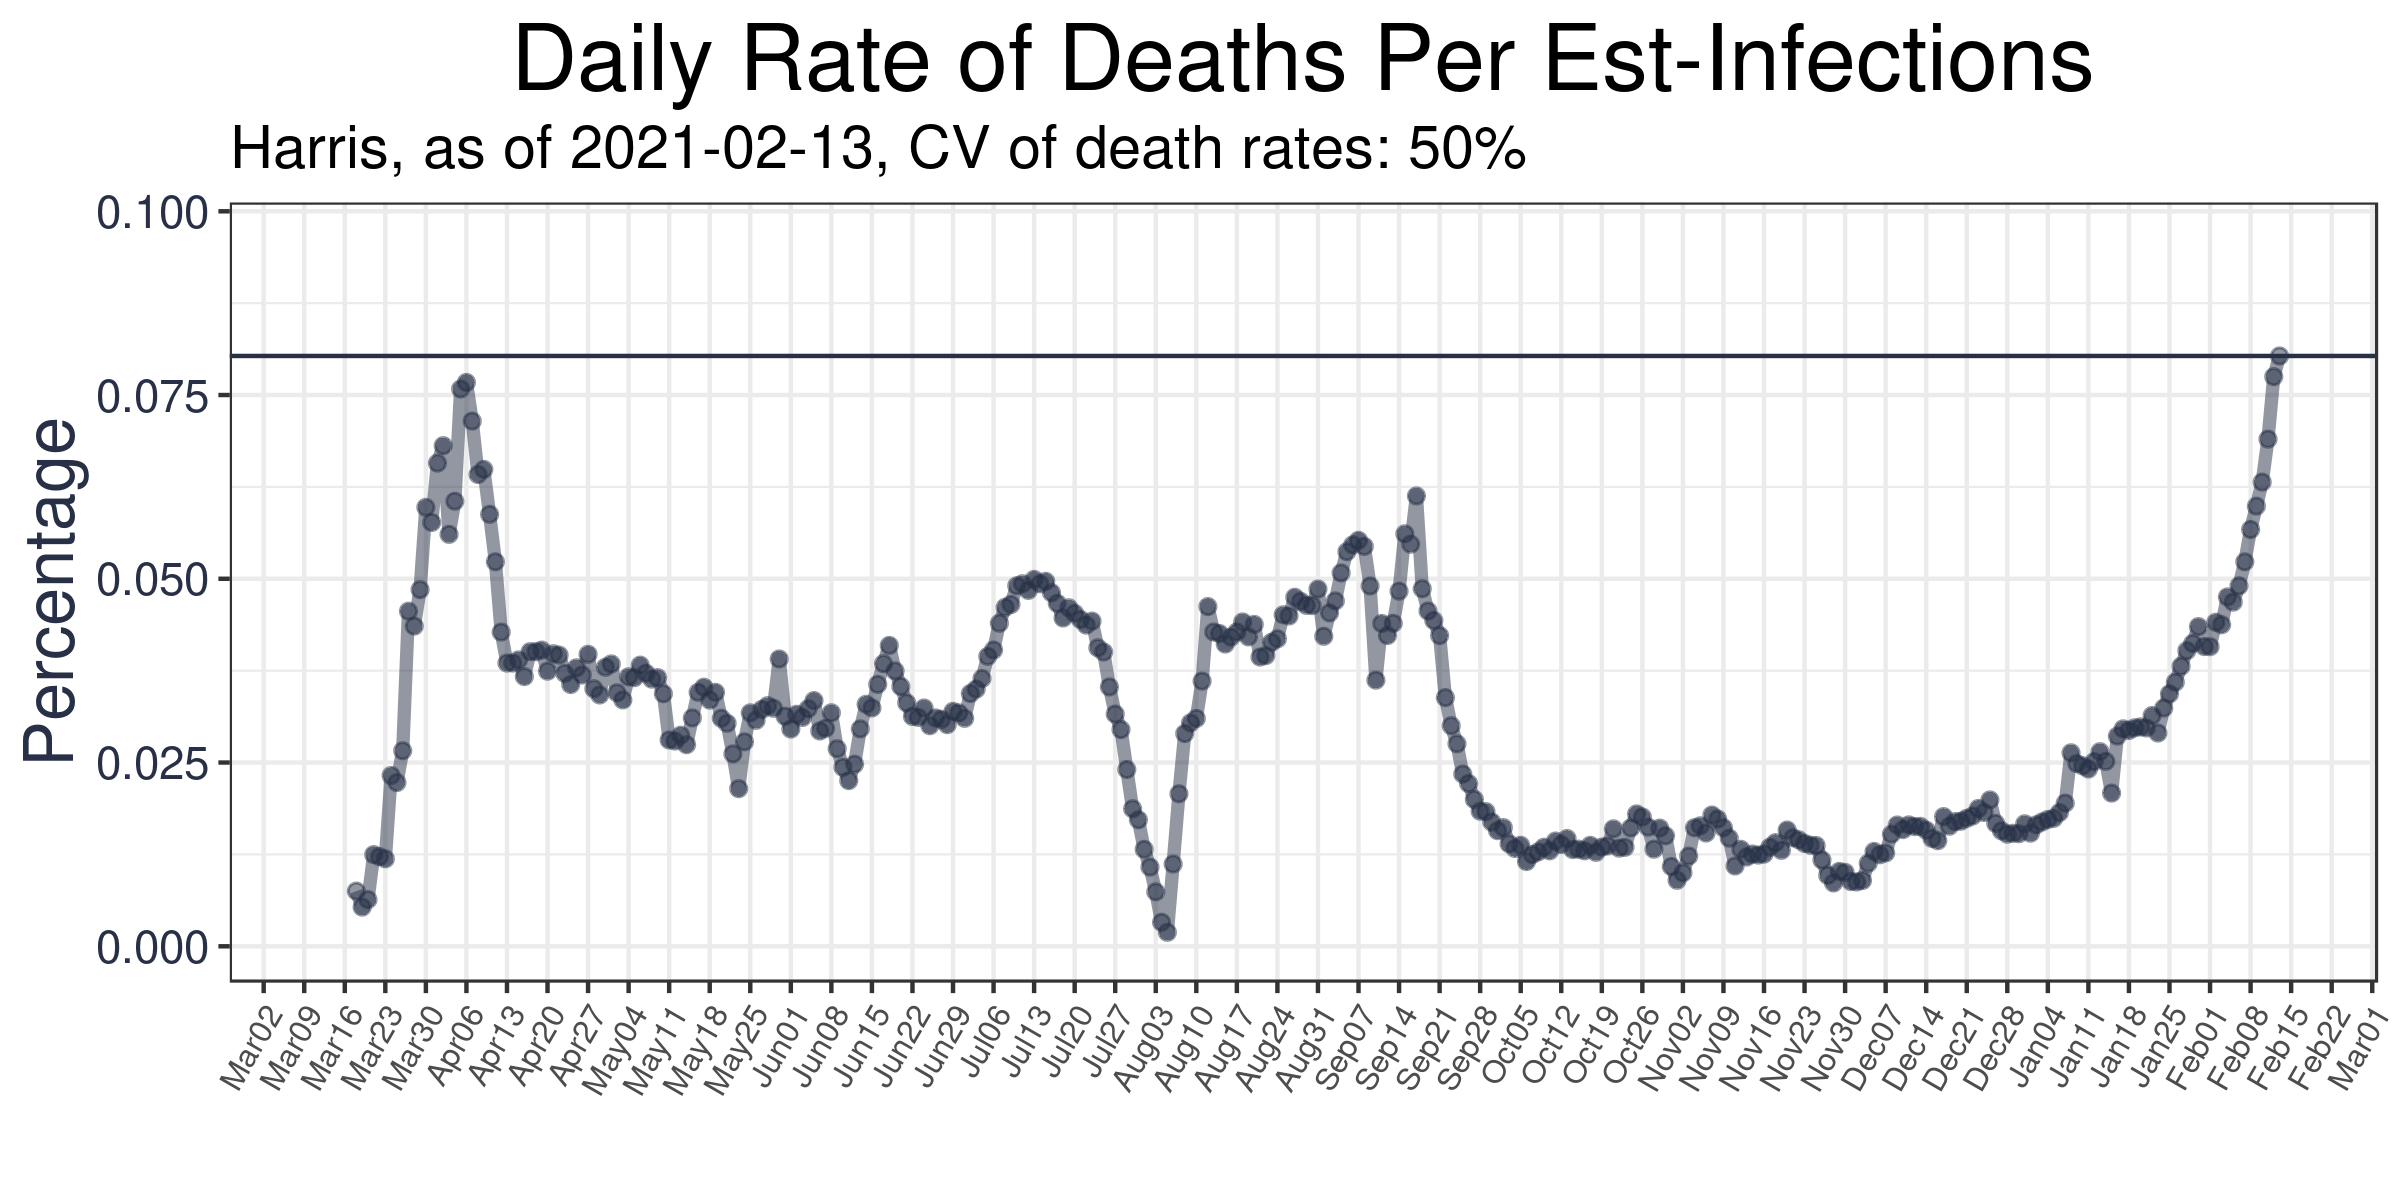 Daily Rate of Deaths Per Est-Infections
Harris, as of 2021-02-13, CV of death rates: 50%
Percentage
0.100
0.075
0.050
0.025
0.000
Mar02
Mar09
Mar16
Mar23
Mar30
Apr06
Apr13
Apr20
Apr27
May04
May11
May18
May25
Jun01
Jun08
Jun15
Jun22
Jun29
Jul06
Jul13
Jul20
Jul27
Aug03
Aug10
Aug17
Aug24
Aug31
Sep07
Sep14
Sep21
Sep28
Oct05
Oct12
Oct19
Oct26
Nov02
Nov09
Nov16
Nov23
Nov30
Dec07
Dec14
Dec21
Dec28
Jan04
Jan11
Jan18
Jan25
Feb01
Feb08
Feb15
Feb22
Mar01